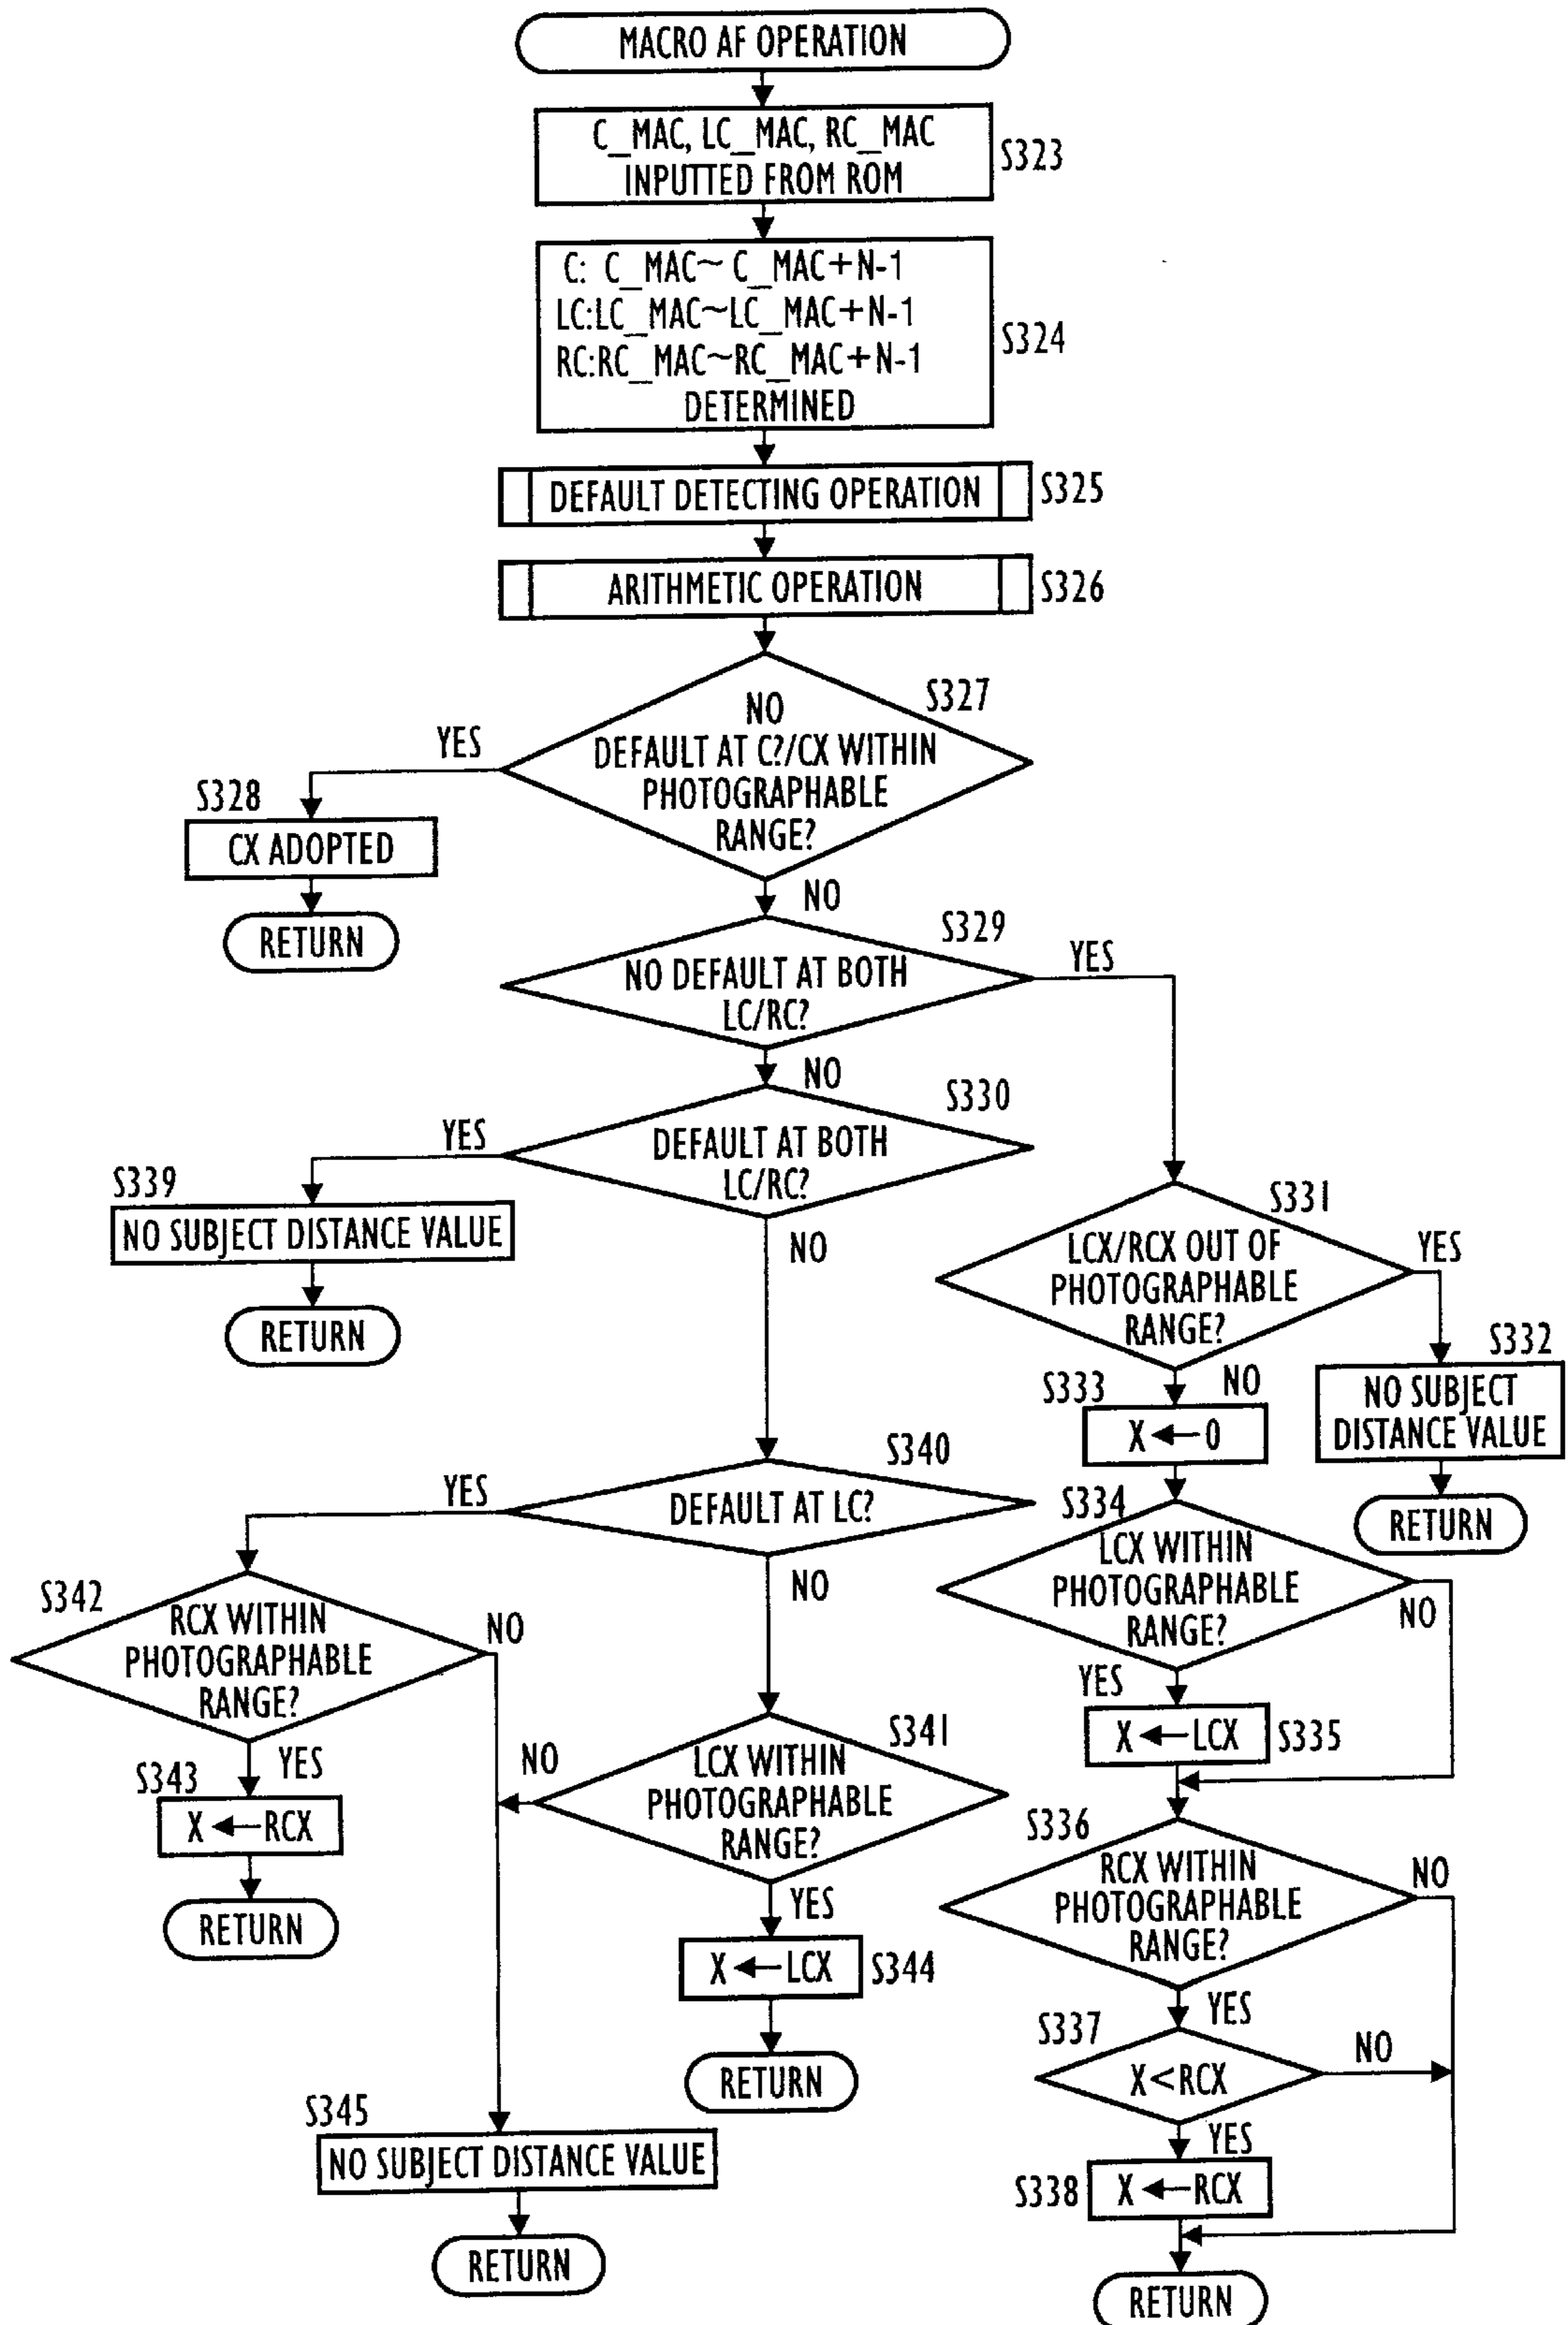 MACRO AF OPERATION
C_MAC, LC_MAC, RC_MAC
INPUTTED FROM ROM
S323
C: C_MAC~ C_MAC+N-1
LC:LC_MAC~LC_MAC+N-1
RC:RC_MAC~RC_MAC+N-1
DETERMINED
S324
DEFAULT DETECTING OPERATION
S325
ARITHMETIC OPERATION
S326
S327
NO
DEFAULT AT C?/CX WITHIN
PHOTOGRAPHABLE
RANGE?
YES
S328
CX ADOPTED
RETURN
NO
S329
NO DEFAULT AT BOTH
LC/RC?
YES
NO
S330
DEFAULT AT BOTH
LC/RC?
YES
S339
NO SUBJECT DISTANCE VALUE
RETURN
NO
S331
LCX/RCX OUT OF
PHOTOGRAPHABLE
RANGE?
YES
S332
NO SUBJECT
DISTANCE VALUE
RETURN
NO
S333
X←0
S334
LCX WITHIN
PHOTOGRAPHABLE
RANGE?
NO
YES
X←LCX
S335
S336
RCX WITHIN
PHOTOGRAPHABLE
RANGE?
NO
YES
S337
X<RCX
NO
YES
S338
X←RCX
RETURN
S340
DEFAULT AT LC?
YES
NO
S342
RCX WITHIN
PHOTOGRAPHABLE
RANGE?
NO
YES
S343
X←RCX
RETURN
S341
LCX WITHIN
PHOTOGRAPHABLE
RANGE?
NO
YES
X←LCX
S344
RETURN
S345
NO SUBJECT DISTANCE VALUE
RETURN